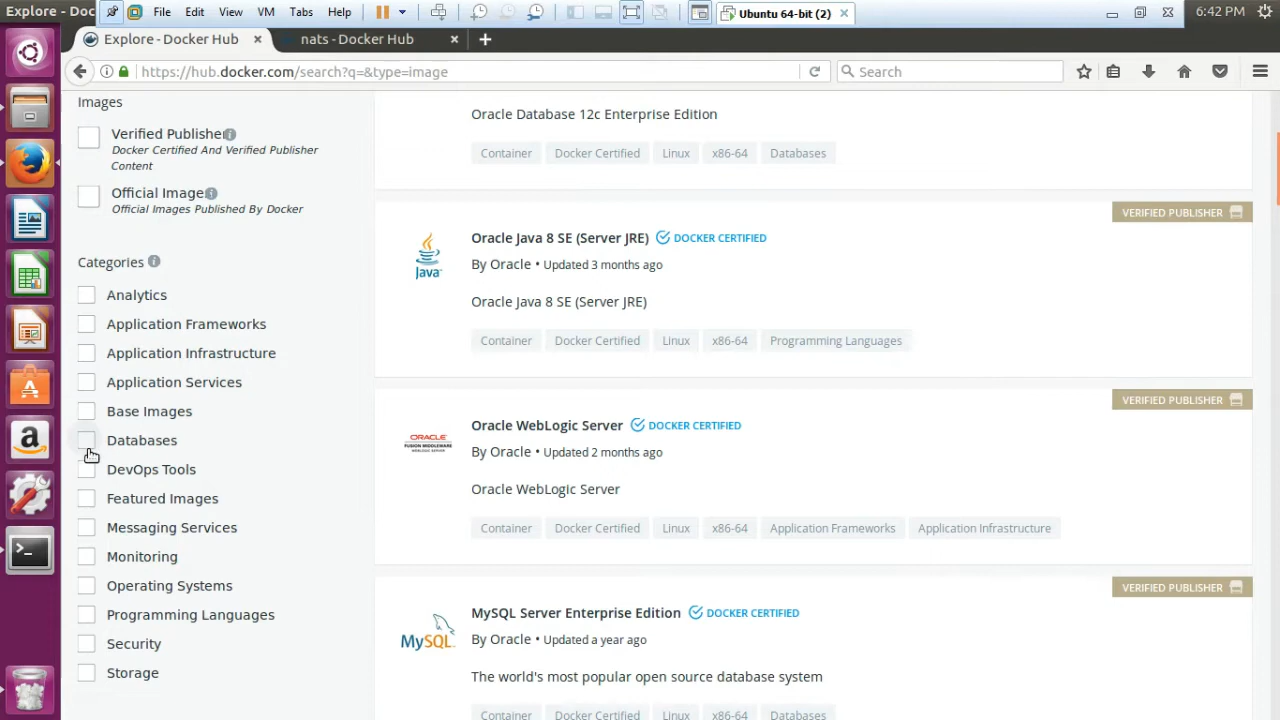 Explore - Doc
File Edit View VM Tabs Help
Ubuntu 64-bit (2)
6:42 PM
Explore - Docker Hub
nats - Docker Hub
https://hub.docker.com/search?q=&type=image
Search
Images
Verified Publisher
Docker Certified And Verified Publisher
Content
Official Image
Official Images Published By Docker
Categories
Analytics
Application Frameworks
Application Infrastructure
Application Services
Base Images
Databases
DevOps Tools
Featured Images
Messaging Services
Monitoring
Operating Systems
Programming Languages
Security
Storage
Oracle Database 12c Enterprise Edition
Container Docker Certified Linux x86-64 Databases
VERIFIED PUBLISHER
Java
Oracle Java 8 SE (Server JRE) DOCKER CERTIFIED
By Oracle • Updated 3 months ago
Oracle Java 8 SE (Server JRE)
Container Docker Certified Linux x86-64 Programming Languages
VERIFIED PUBLISHER
ORACLE
FUSION MIDDLEWARE
WEBLOGIC SERVER
Oracle WebLogic Server DOCKER CERTIFIED
By Oracle • Updated 2 months ago
Oracle WebLogic Server
Container Docker Certified Linux x86-64 Application Frameworks Application Infrastructure
VERIFIED PUBLISHER
MySQL
MySQL Server Enterprise Edition DOCKER CERTIFIED
By Oracle • Updated a year ago
The world's most popular open source database system
Container Docker Certified Linux x86-64 Databases